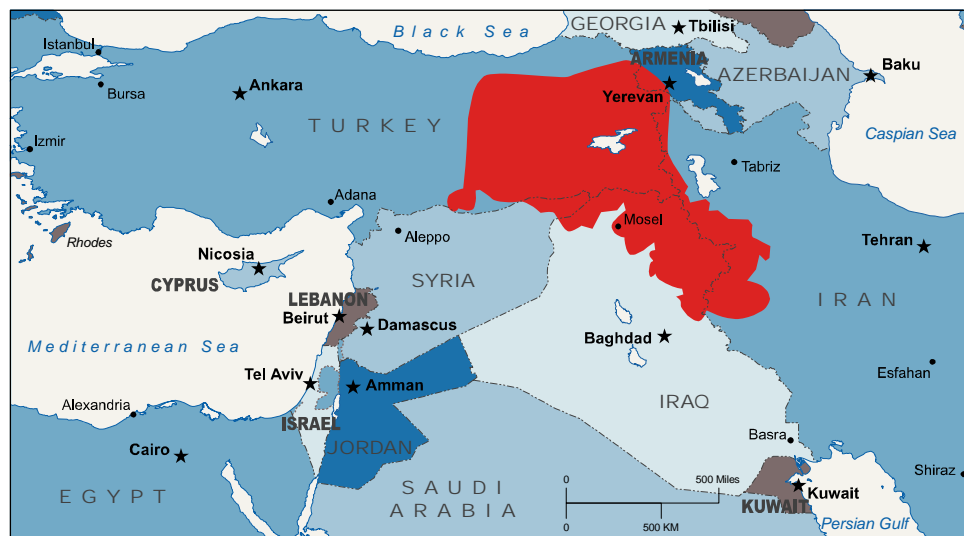 Black Sea
GEORGIA
Tbilisi
Istanbul
ARMENIA
AZERBAIJAN
Baku
Bursa
Ankara
Yerevan
TURKEY
Caspian Sea
Izmir
Tabriz
Adana
Mosel
Rhodes
Aleppo
Tehran
Nicosia
CYPRUS
SYRIA
IRAN
LEBANON
Beirut
Damascus
Baghdad
Mediterranean Sea
Tel Aviv
Amman
Esfahan
Alexandria
IRAQ
ISRAEL
Basra
JORDAN
Cairo
Shiraz
EGYPT
SAUDI
ARABIA
0 500 Miles
0 500 KM
KUWAIT
Kuwait
Persian Gulf